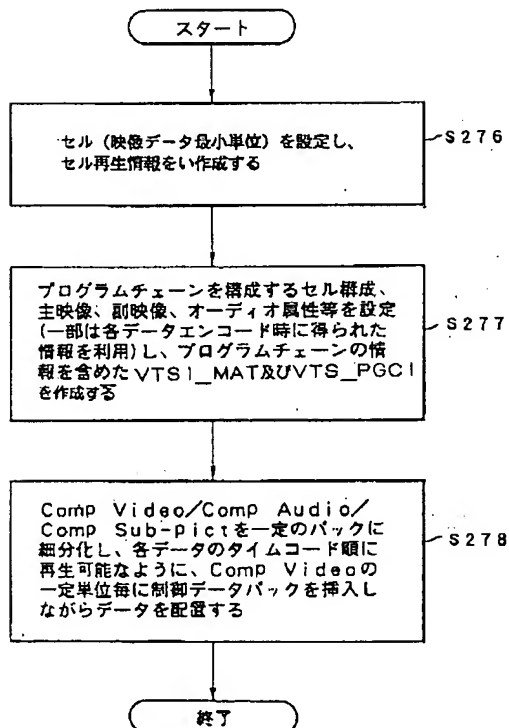 スタート
セル（映像データ最小単位）を設定し、
セル再生情報をい作成する
S276
プログラムチェーンを構成するセル構成、
主映像、副映像、オーディオ属性等を設定
(一部は各データエンコード時に得られた
情報を利用)し、プログラムチェーンの情
報を含めたVTSI_MAT及びVTS_PGCI
を作成する
S277
Comp Video/Comp Audio/
Comp Sub-pictを一定のパックに
細分化し、各データのタイムコード順に
再生可能なように、Comp Videoの
一定単位毎に制御データパックを挿入し
ながらデータを配置する
S278
終了